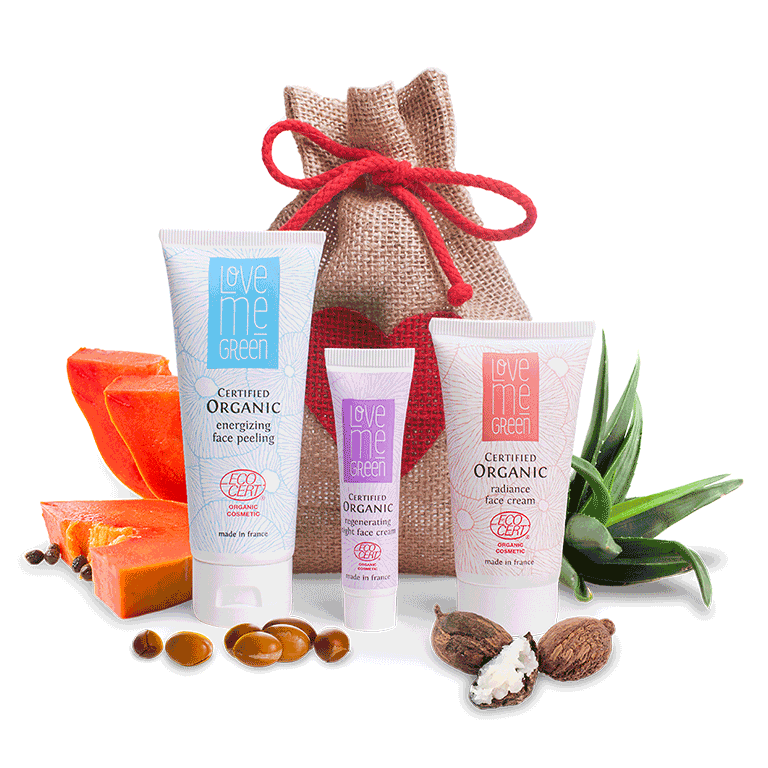 LOVE
me
GREEN
CERTIFIED
ORGANIC
energizing
face peeling
ECO
CERT
ORGANIC
COSMETIC
made in france
LOVE
me
GREEN
CERTIFIED
ORGANIC
regenerating
night face cream
ECO
CERT
ORGANIC
COSMETIC
made in france
LOVE
me
GREEN
CERTIFIED
ORGANIC
radiance
face cream
ECO
CERT
ORGANIC
COSMETIC
made in france